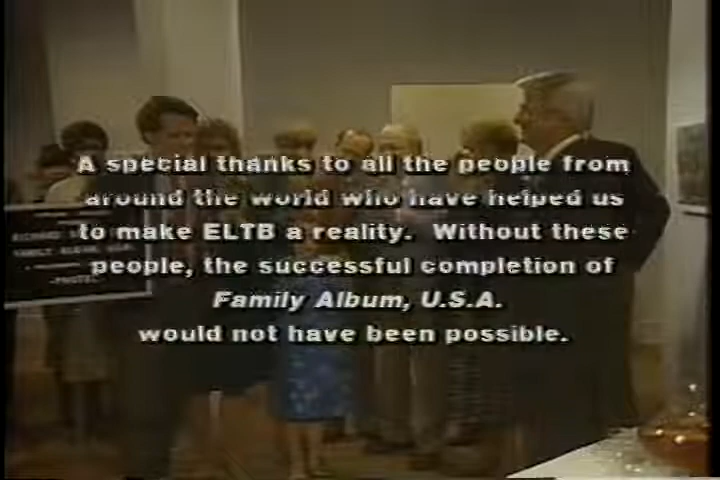 A special thanks to all the people from
around the world who have helped us
to make ELTB a reality. Without these
people, the successful completion of
Family Album, U.S.A.
would not have been possible.